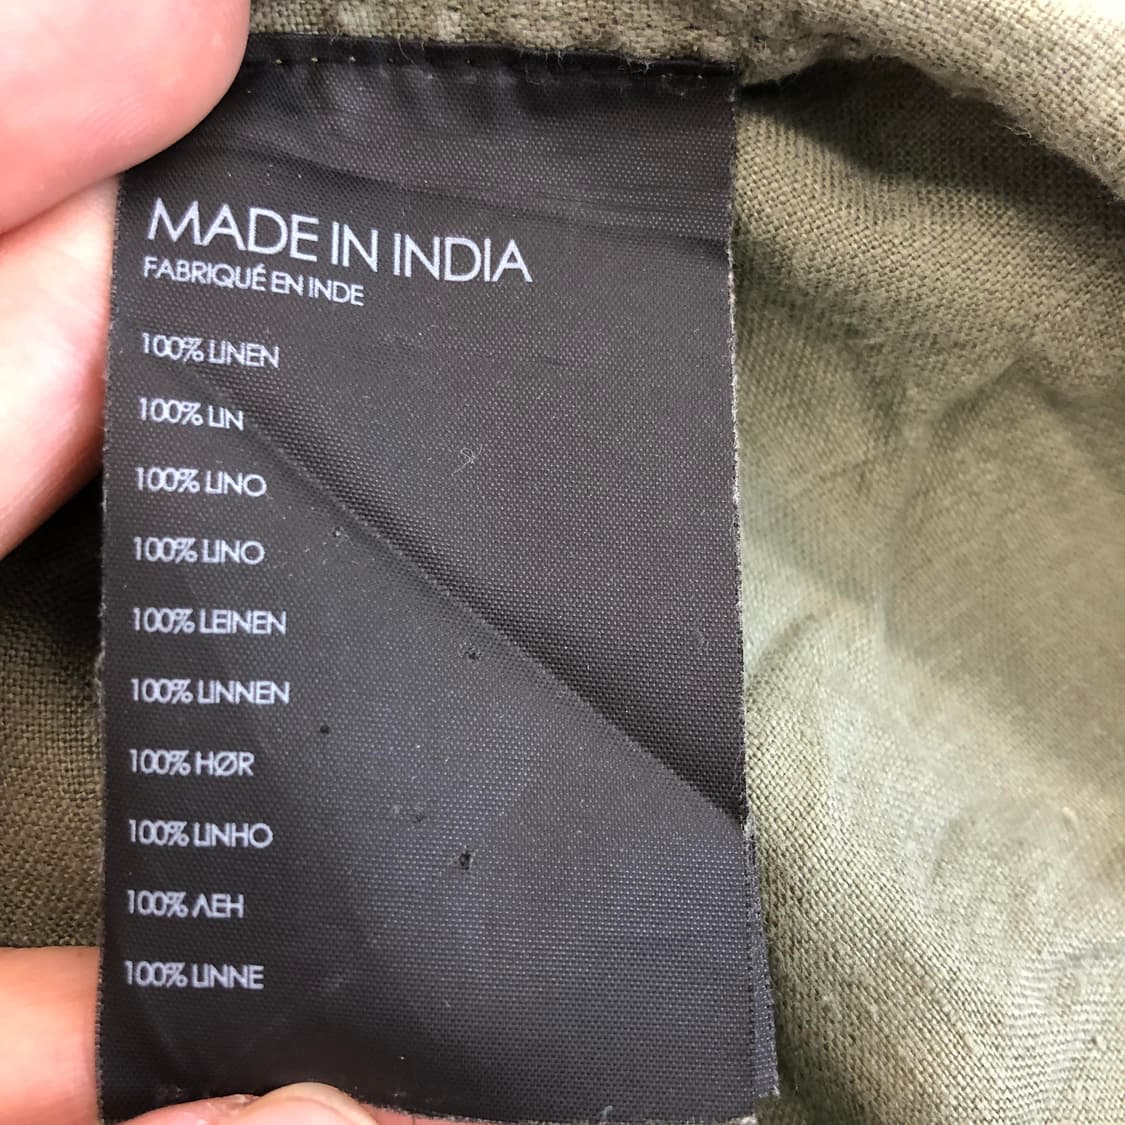 MADE IN INDIA
FABRIQUÉ EN INDE
100% LINEN
100% LIN
100% LINO
100% LINO
100% LEINEN
100% LINNEN
100% HØR
100% LINHO
100% ΛЕН
100% LINNE